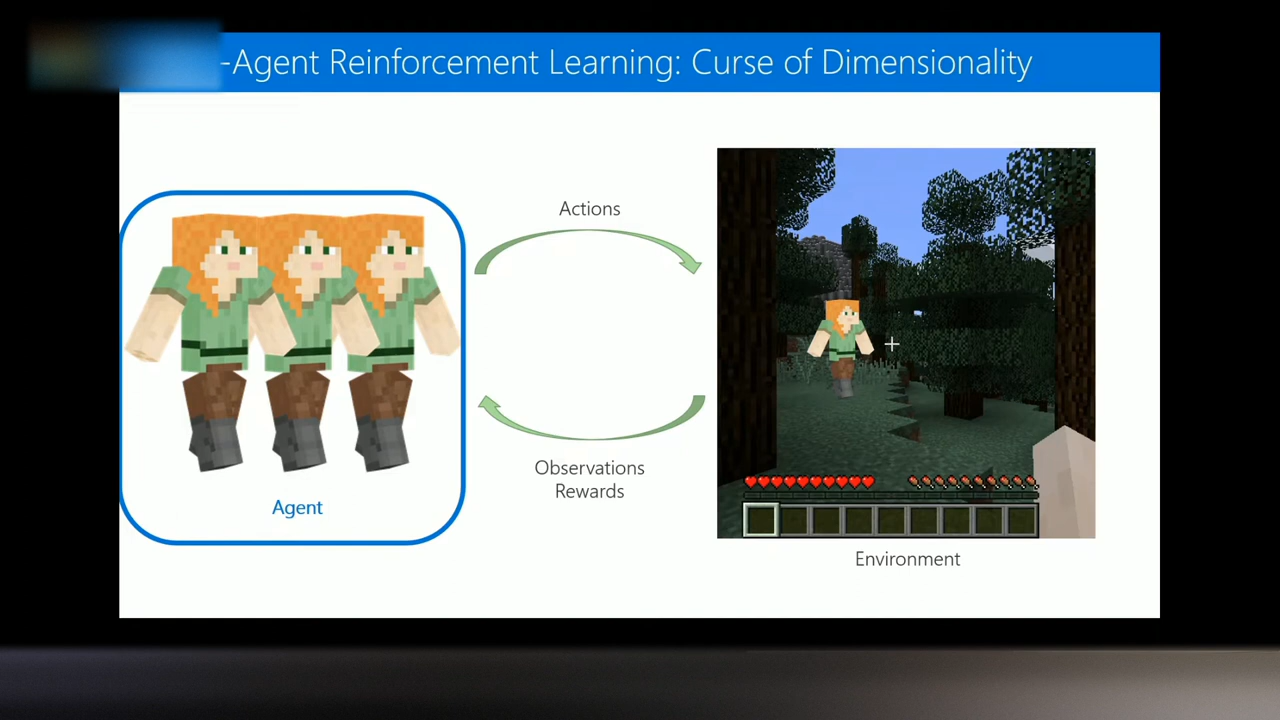 -Agent Reinforcement Learning: Curse of Dimensionality
Actions
Observations
Rewards
Agent
Environment